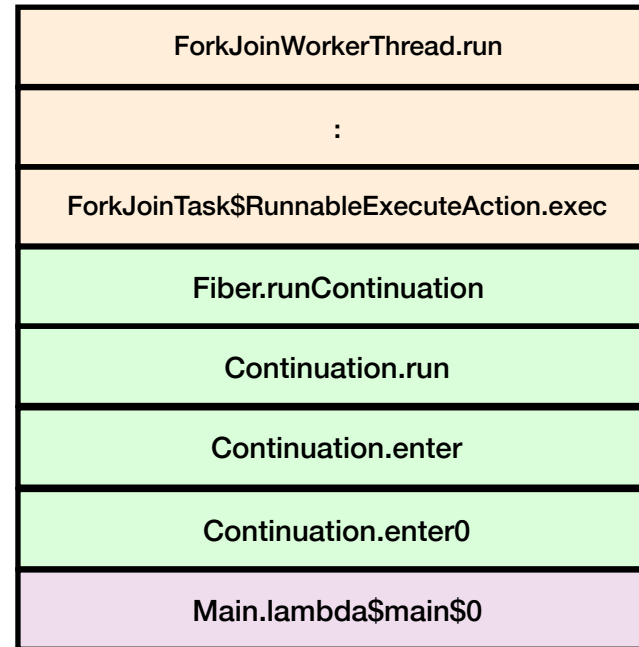 ForkJoinWorkerThread.run
:
ForkJoinTask$RunnableExecuteAction.exec
Fiber.runContinuation
Continuation.run
Continuation.enter
Continuation.enter0
Main.lambda$main$0